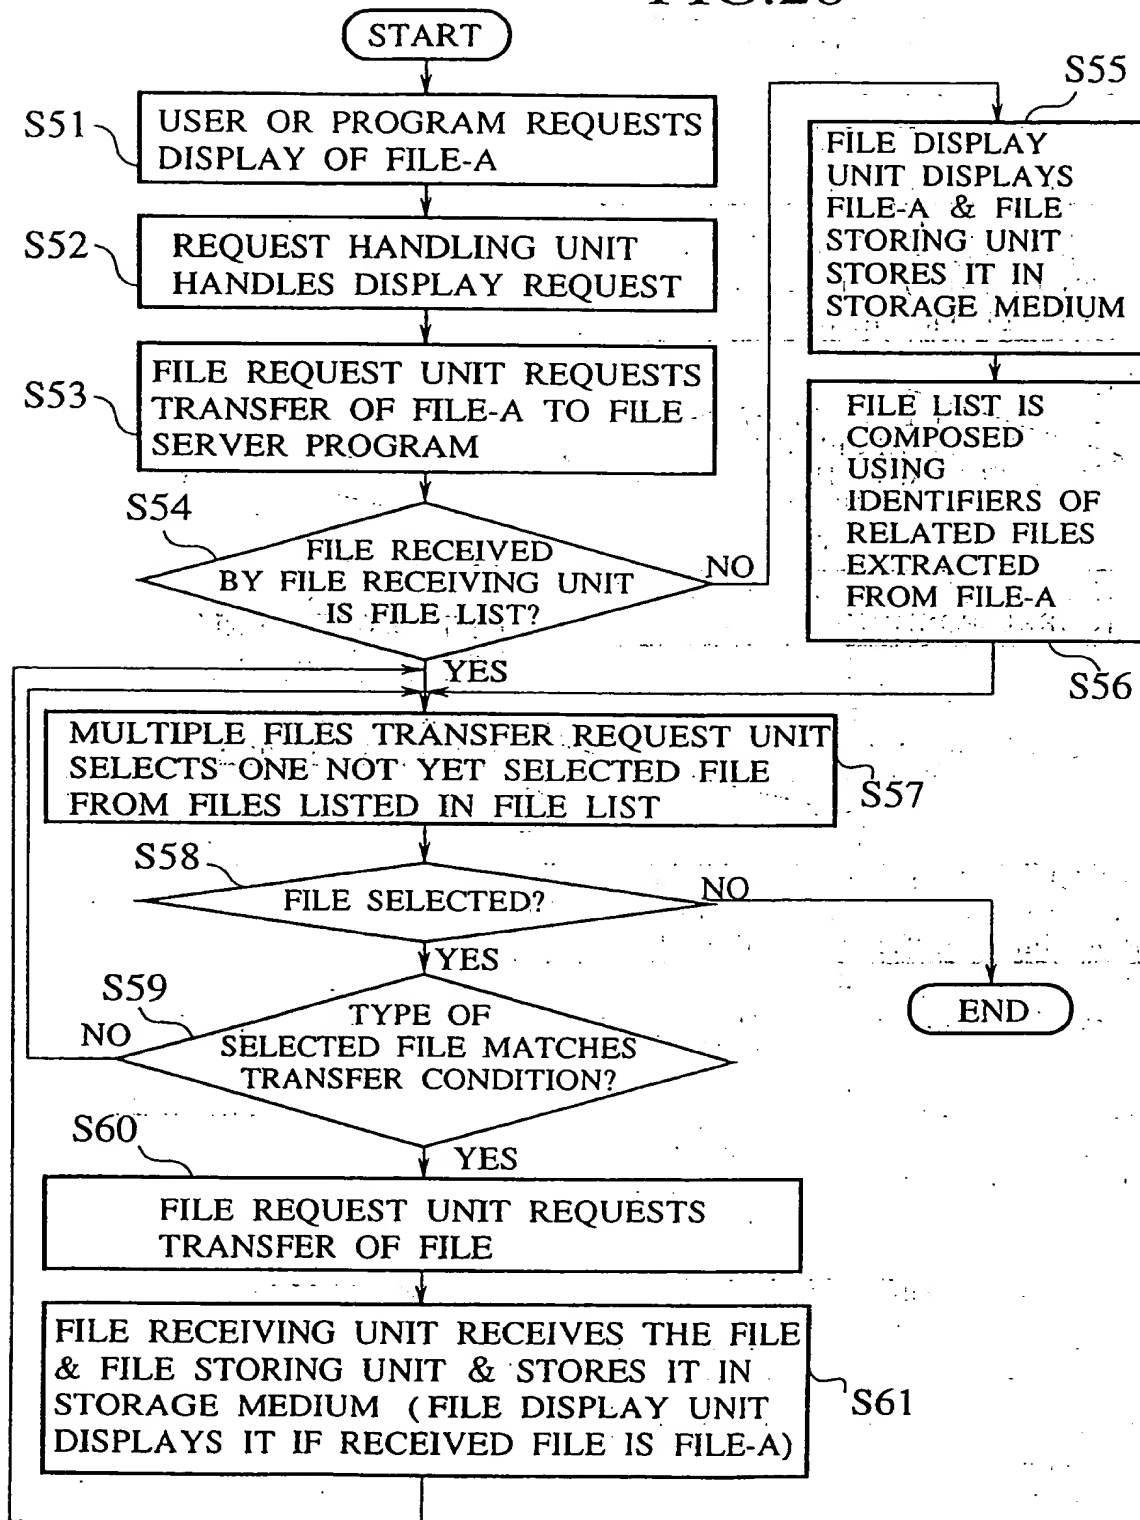 START
S51
USER OR PROGRAM REQUESTS
DISPLAY OF FILE-A
S52
REQUEST HANDLING UNIT
HANDLES DISPLAY REQUEST
S53
FILE REQUEST UNIT REQUESTS
TRANSFER OF FILE-A TO FILE
SERVER PROGRAM
S54
FILE RECEIVED
BY FILE RECEIVING UNIT
IS FILE LIST?
NO
YES
S55
FILE DISPLAY
UNIT DISPLAYS
FILE-A & FILE
STORING UNIT
STORES IT IN
STORAGE MEDIUM
FILE LIST IS
COMPOSED
USING
IDENTIFIERS OF
RELATED FILES
EXTRACTED
FROM FILE-A
S56
MULTIPLE FILES TRANSFER REQUEST UNIT
SELECTS ONE NOT YET SELECTED FILE
FROM FILES LISTED IN FILE LIST
S57
S58
FILE SELECTED?
NO
YES
END
S59
TYPE OF
SELECTED FILE MATCHES
TRANSFER CONDITION?
NO
YES
S60
FILE REQUEST UNIT REQUESTS
TRANSFER OF FILE
FILE RECEIVING UNIT RECEIVES THE FILE
& FILE STORING UNIT & STORES IT IN
STORAGE MEDIUM (FILE DISPLAY UNIT
DISPLAYS IT IF RECEIVED FILE IS FILE-A)
S61